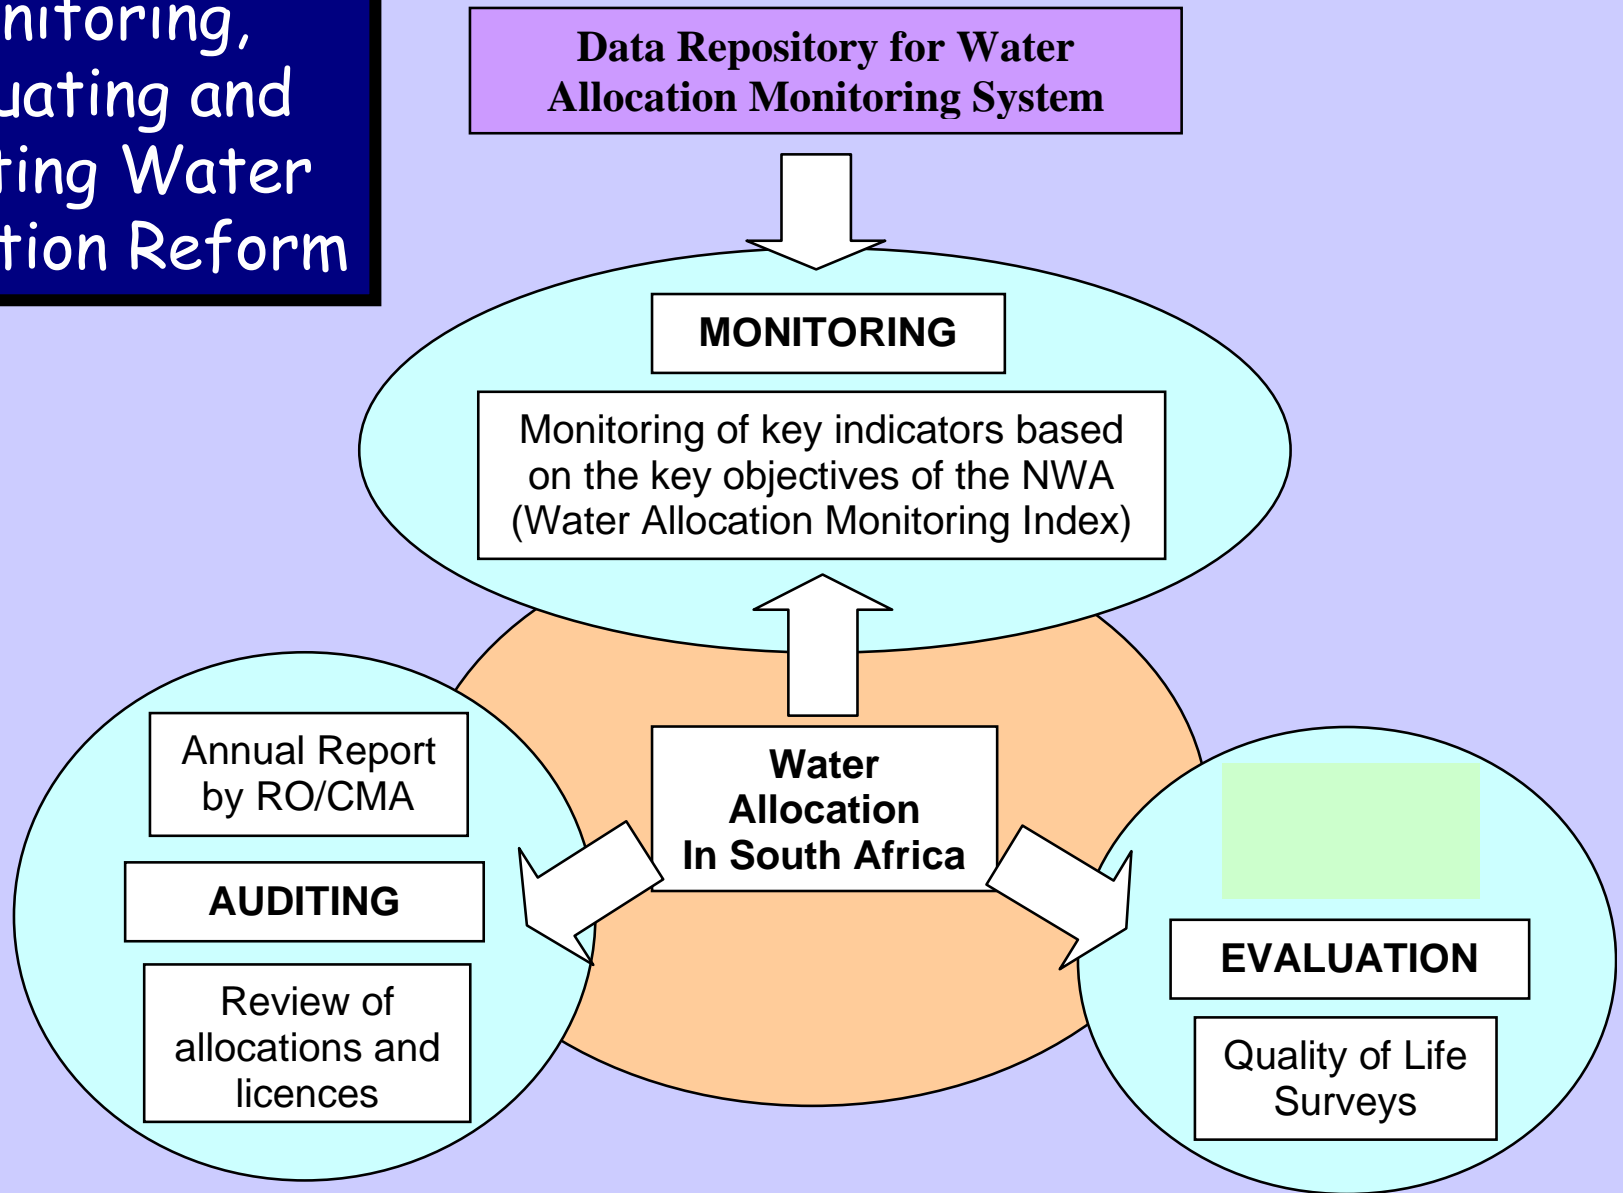 nitoring,
uating and
ting Water
tion Reform
Data Repository for Water
Allocation Monitoring System
MONITORING
Monitoring of key indicators based
on the key objectives of the NWA
(Water Allocation Monitoring Index)
Annual Report
by RO/CMA
AUDITING
Review of
allocations and
licences
Water
Allocation
In South Africa
EVALUATION
Quality of Life
Surveys